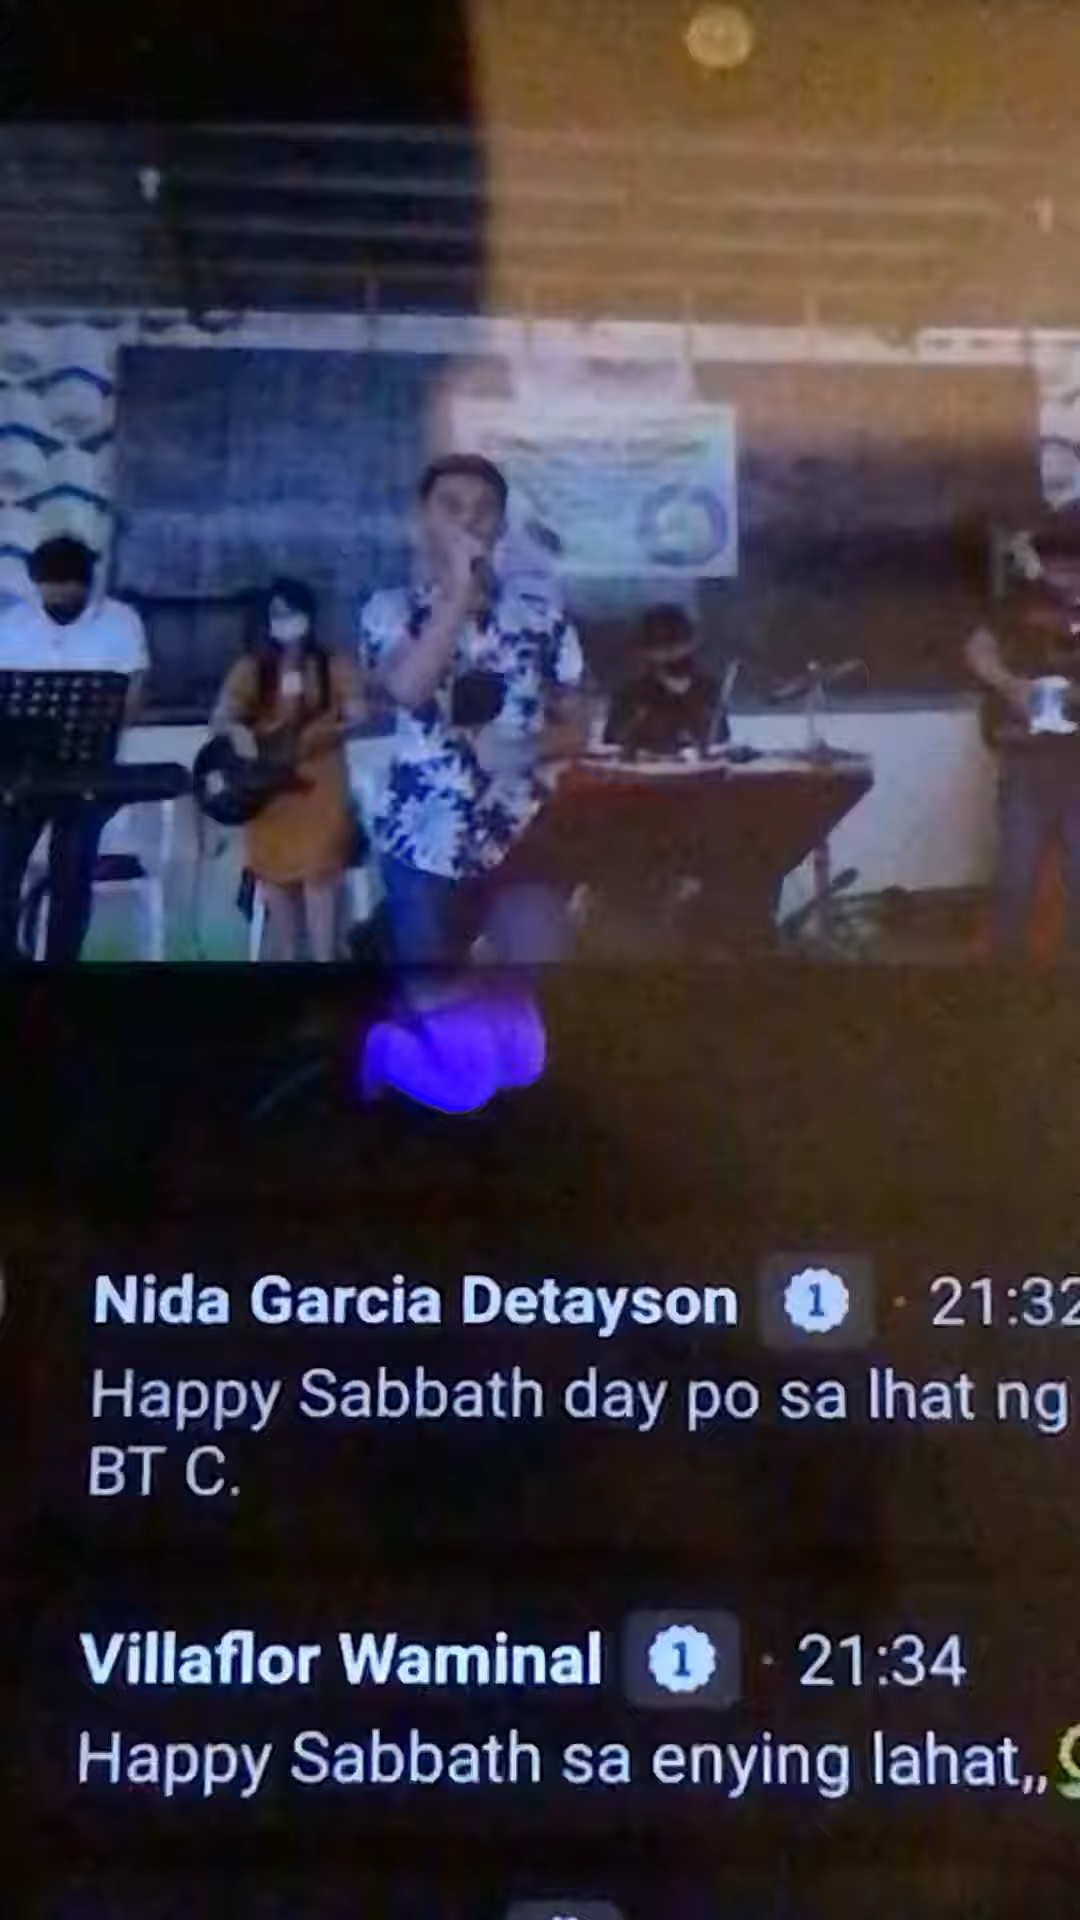 Nida Garcia Detayson 1 · 21:32
Happy Sabbath day po sa lhat ng
BT C.
Villaflor Waminal 1 · 21:34
Happy Sabbath sa enying lahat,,